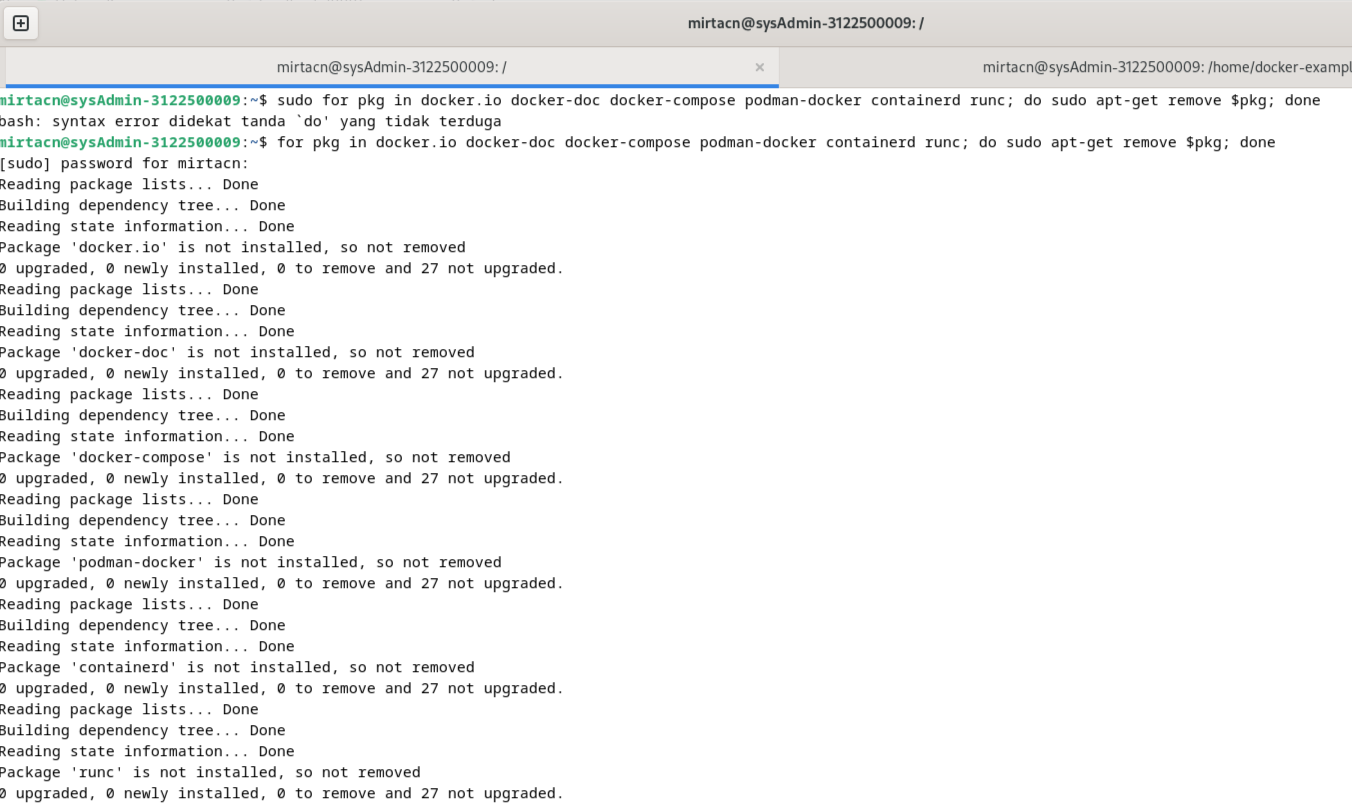 mirtacn@sysAdmin-3122500009: /
mirtacn@sysAdmin-3122500009: /
mirtacn@sysAdmin-3122500009: /home/docker-exampl
mirtacn@sysAdmin-3122500009:~$ sudo for pkg in docker.io docker-doc docker-compose podman-docker containerd runc; do sudo apt-get remove $pkg; done
bash: syntax error didekat tanda `do' yang tidak terduga
mirtacn@sysAdmin-3122500009:~$ for pkg in docker.io docker-doc docker-compose podman-docker containerd runc; do sudo apt-get remove $pkg; done
[sudo] password for mirtacn:
Reading package lists... Done
Building dependency tree... Done
Reading state information... Done
Package 'docker.io' is not installed, so not removed
0 upgraded, 0 newly installed, 0 to remove and 27 not upgraded.
Reading package lists... Done
Building dependency tree... Done
Reading state information... Done
Package 'docker-doc' is not installed, so not removed
0 upgraded, 0 newly installed, 0 to remove and 27 not upgraded.
Reading package lists... Done
Building dependency tree... Done
Reading state information... Done
Package 'docker-compose' is not installed, so not removed
0 upgraded, 0 newly installed, 0 to remove and 27 not upgraded.
Reading package lists... Done
Building dependency tree... Done
Reading state information... Done
Package 'podman-docker' is not installed, so not removed
0 upgraded, 0 newly installed, 0 to remove and 27 not upgraded.
Reading package lists... Done
Building dependency tree... Done
Reading state information... Done
Package 'containerd' is not installed, so not removed
0 upgraded, 0 newly installed, 0 to remove and 27 not upgraded.
Reading package lists... Done
Building dependency tree... Done
Reading state information... Done
Package 'runc' is not installed, so not removed
0 upgraded, 0 newly installed, 0 to remove and 27 not upgraded.